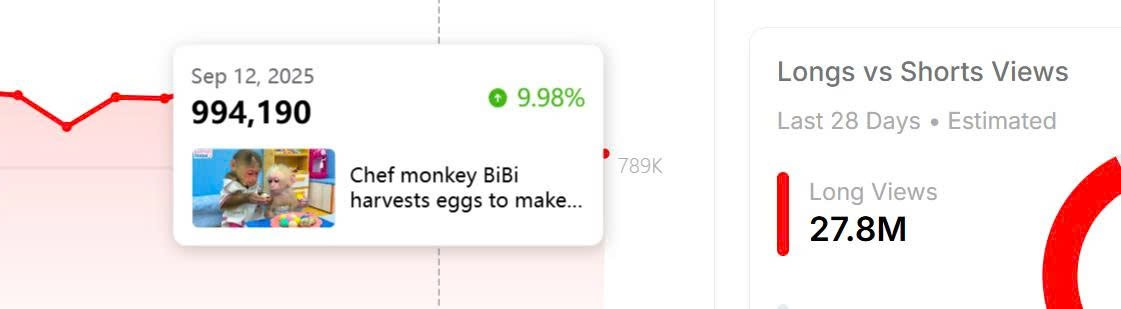 Sep 12, 2025
994,190
9.98%
Chef monkey BiBi
harvests eggs to make...
789K
Longs vs Shorts Views
Last 28 Days • Estimated
Long Views
27.8M